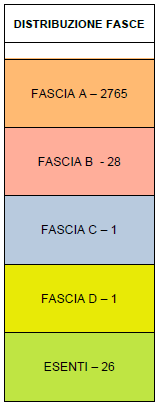 DISTRIBUZIONE FASCE
FASCIA A – 2765
FASCIA B - 28
FASCIA C – 1
FASCIA D – 1
ESENTI – 26